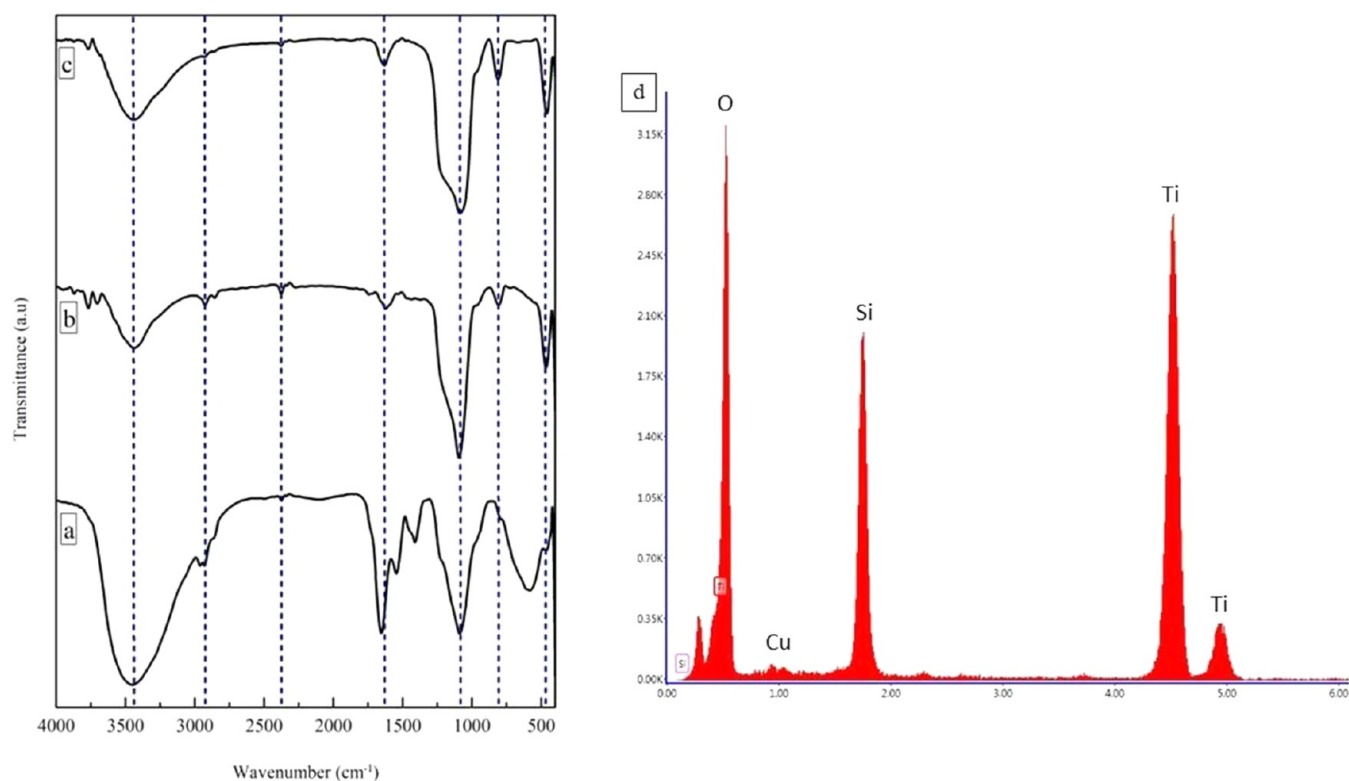 c
b
a
Transmittance (a.u)
4000 3500 3000 2500 2000 1500 1000 500
Wavenumber (cm-1)
d
O
Ti
Si
Cu
Ti
Ti
Si
3.15K
2.80K
2.45K
2.10K
1.75K
1.40K
1.05K
0.70K
0.35K
0.00K
0.00 1.00 2.00 3.00 4.00 5.00